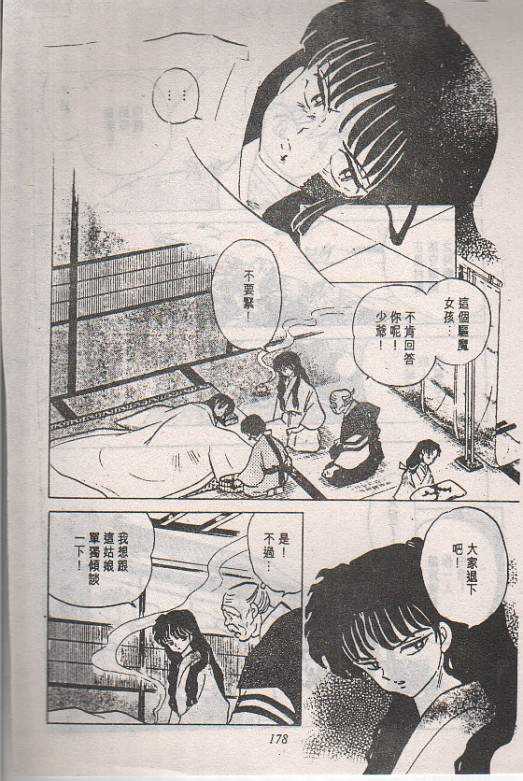 …
這個驅魔
女孩…
不肯回答
你呢！
少爺！
不要緊！
大家退下
吧！
是！
不過…
我想跟
這姑娘
單獨傾談
一下！
178